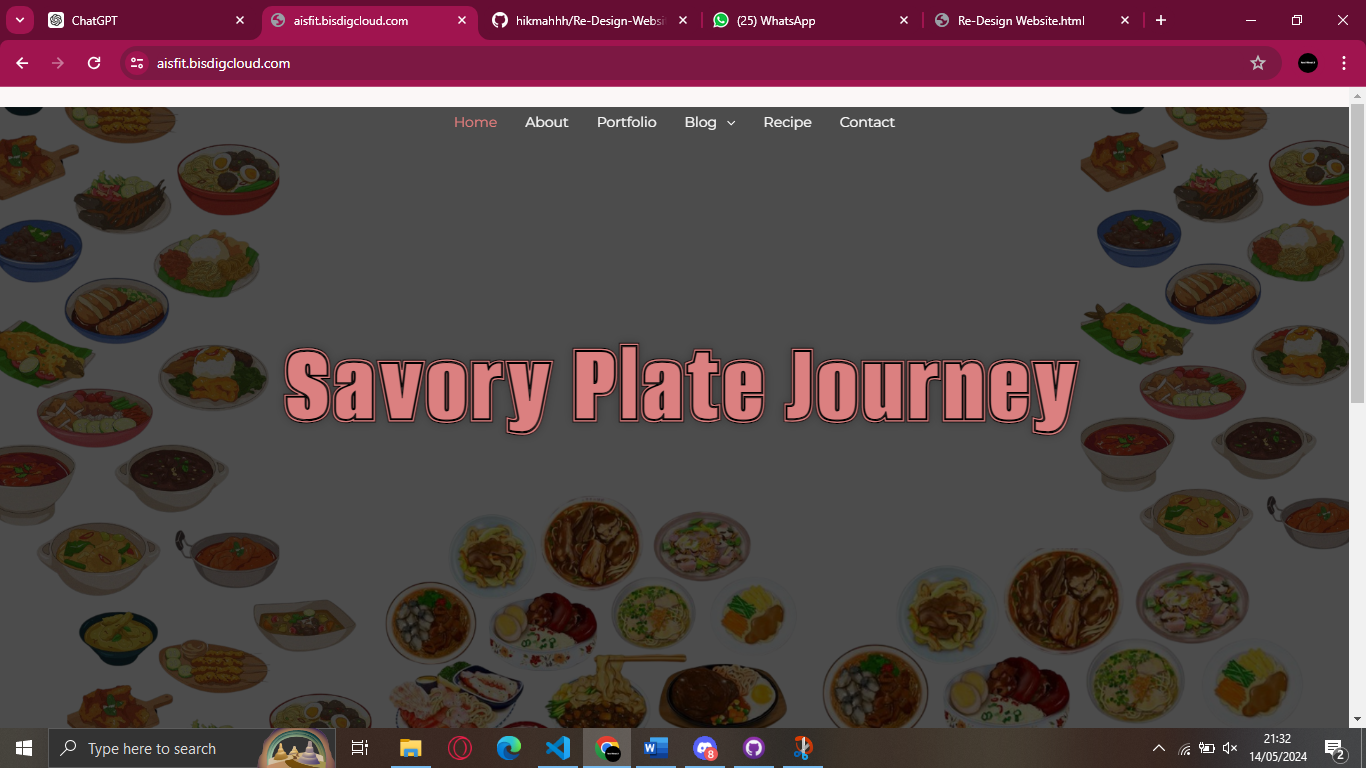 ChatGPT
aisfit.bisdigcloud.com
hikmahhh/Re-Design-Websi
(25) WhatsApp
Re-Design Website.html
aisfit.bisdigcloud.com
Home About Portfolio Blog Recipe Contact
Savory Plate Journey
Type here to search
8
21:32
14/05/2024
2